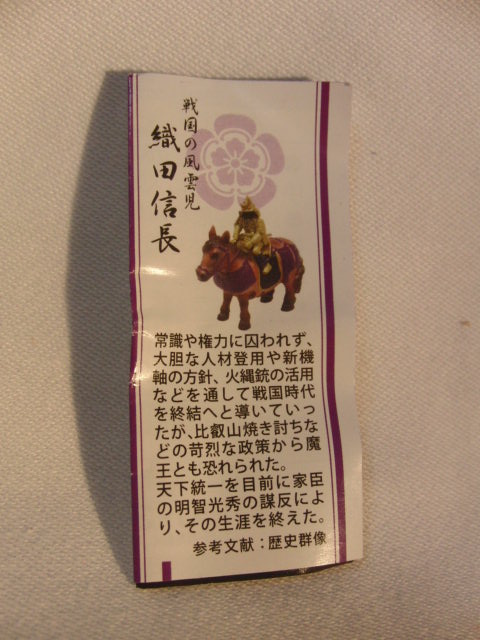 戦国の風雲児
織田信長
常識や権力に囚われず、
大胆な人材登用や新機
軸の方針、火縄銃の活用
などを通して戦国時代
を終結へと導いていっ
たが、比叡山焼き討ちな
どの苛烈な政策から魔
王とも恐れられた。
天下統一を目前に家臣
の明智光秀の謀反によ
り、その生涯を終えた。
参考文献：歴史群像